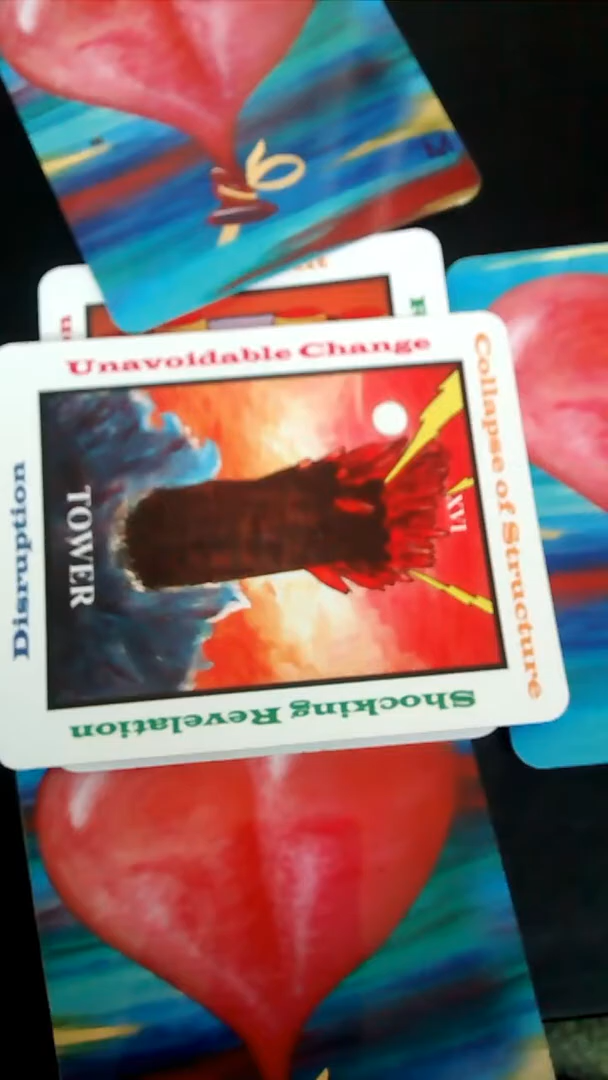 Unavoidable Change
Collapse of Structure
XVI
TOWER
Disruption
Shocking Revelation